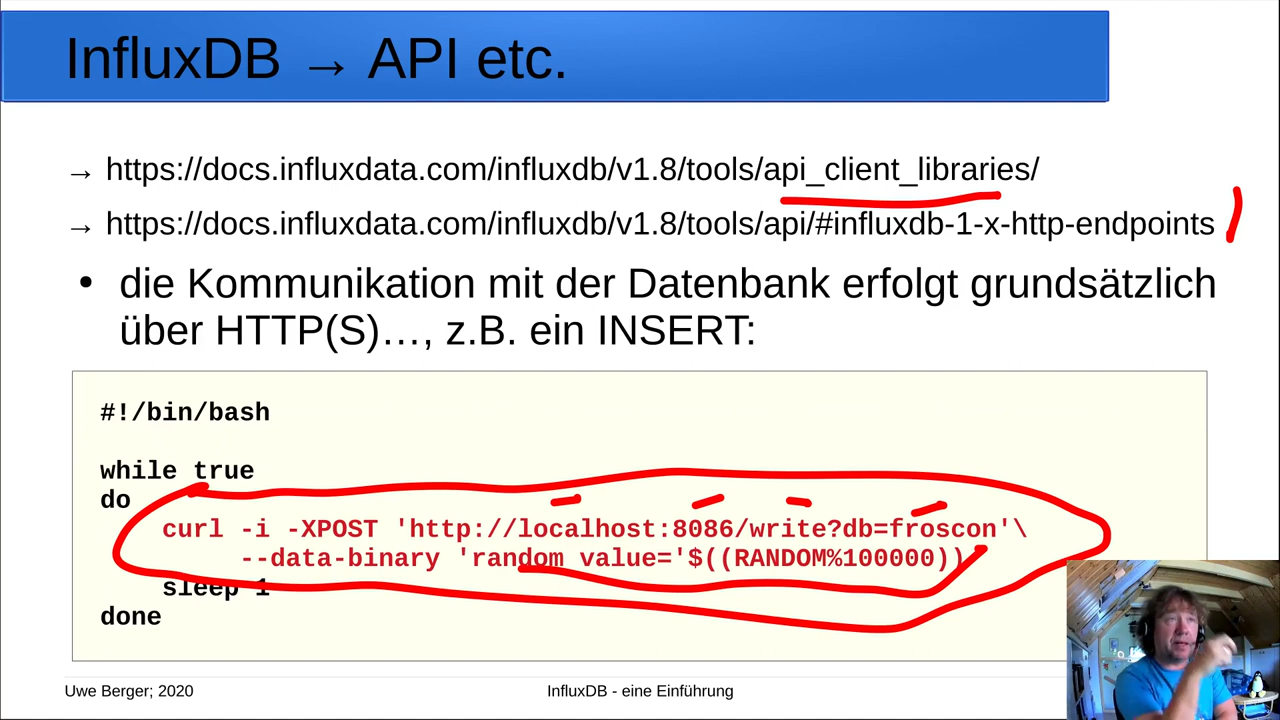 InfluxDB → API etc.
→ https://docs.influxdata.com/influxdb/v1.8/tools/api_client_libraries/
→ https://docs.influxdata.com/influxdb/v1.8/tools/api/#influxdb-1-x-http-endpoints
• die Kommunikation mit der Datenbank erfolgt grundsätzlich
über HTTP(S)…, z.B. ein INSERT:
#!/bin/bash
while true
do
curl -i -XPOST 'http://localhost:8086/write?db=froscon'\
--data-binary 'random value='$((RANDOM%100000))
sleep 1
done
Uwe Berger; 2020
InfluxDB - eine Einführung